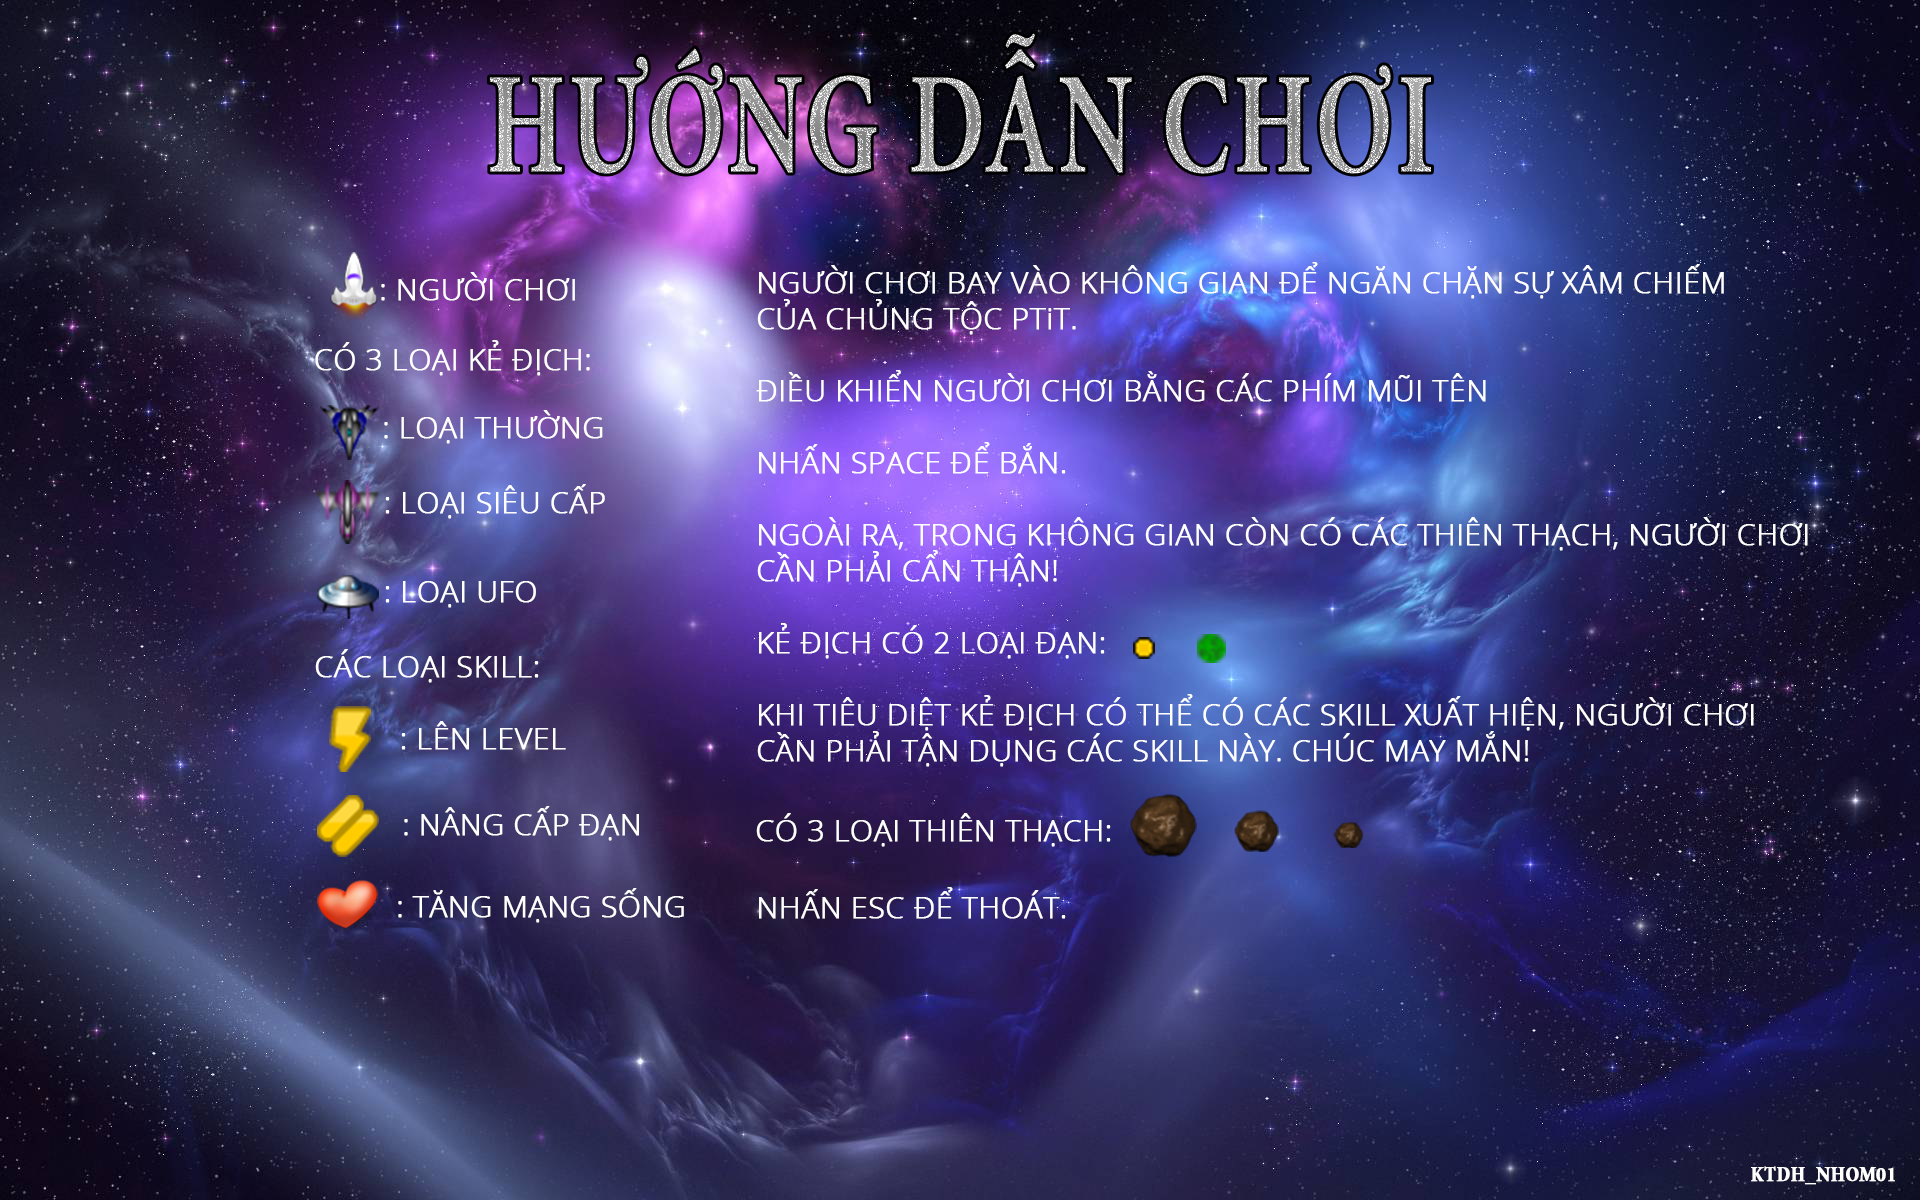 HƯỚNG DẪN CHƠI
: NGƯỜI CHƠI
CÓ 3 LOẠI KẺ ĐỊCH:
: LOẠI THƯỜNG
: LOẠI SIÊU CẤP
: LOẠI UFO
CÁC LOẠI SKILL:
: LÊN LEVEL
: NÂNG CẤP ĐẠN
: TĂNG MẠNG SỐNG
NGƯỜI CHƠI BAY VÀO KHÔNG GIAN ĐỂ NGĂN CHẶN SỰ XÂM CHIẾM
CỦA CHỦNG TỘC PTiT.
ĐIỀU KHIỂN NGƯỜI CHƠI BẰNG CÁC PHÍM MŨI TÊN
NHẤN SPACE ĐỂ BẮN.
NGOÀI RA, TRONG KHÔNG GIAN CÒN CÓ CÁC THIÊN THẠCH, NGƯỜI CHƠI
CẦN PHẢI CẨN THẬN!
KẺ ĐỊCH CÓ 2 LOẠI ĐẠN:
KHI TIÊU DIỆT KẺ ĐỊCH CÓ THỂ CÓ CÁC SKILL XUẤT HIỆN, NGƯỜI CHƠI
CẦN PHẢI TẬN DỤNG CÁC SKILL NÀY. CHÚC MAY MẮN!
CÓ 3 LOẠI THIÊN THẠCH:
NHẤN ESC ĐỂ THOÁT.
KTDH_NHOM01